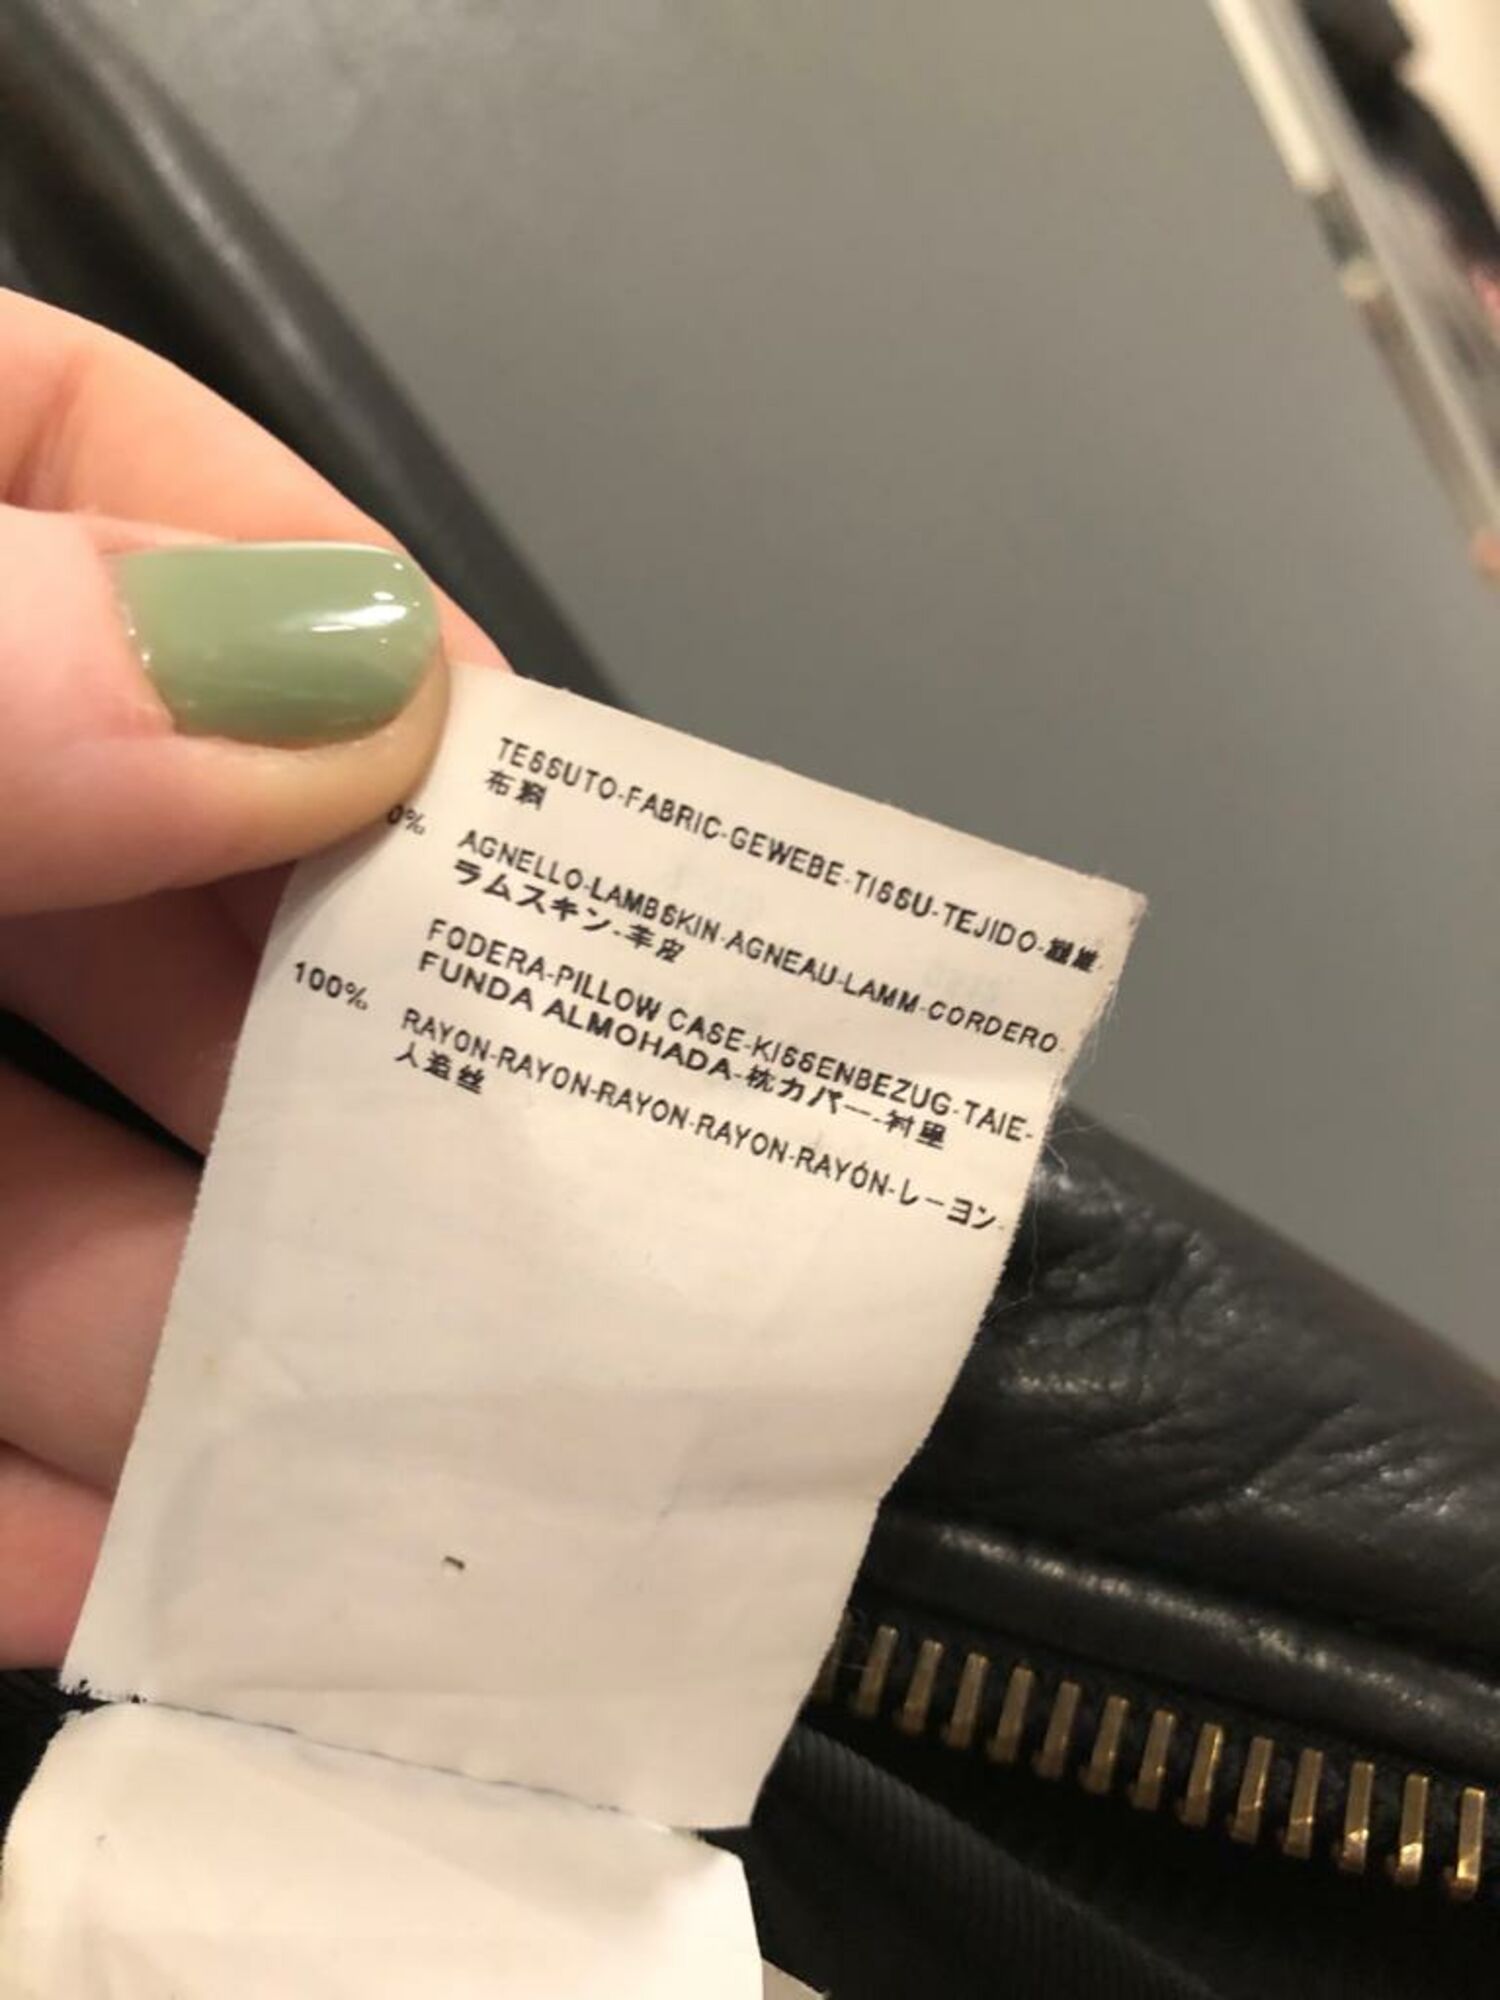 TESSUTO-FABRIC-GEWEBE-TISSU-TEJIDO-繊維-
布料
0% AGNELLO-LAMBSKIN-AGNEAU-LAMM-CORDERO-
ラムスキン-羊皮
FODERA-PILLOW CASE-KISSENBEZUG-TAIE-
FUNDA ALMOHADA-枕カバー-衬里
100% RAYON-RAYON-RAYON-RAYON-RAYÓN-レーヨン-
人造丝